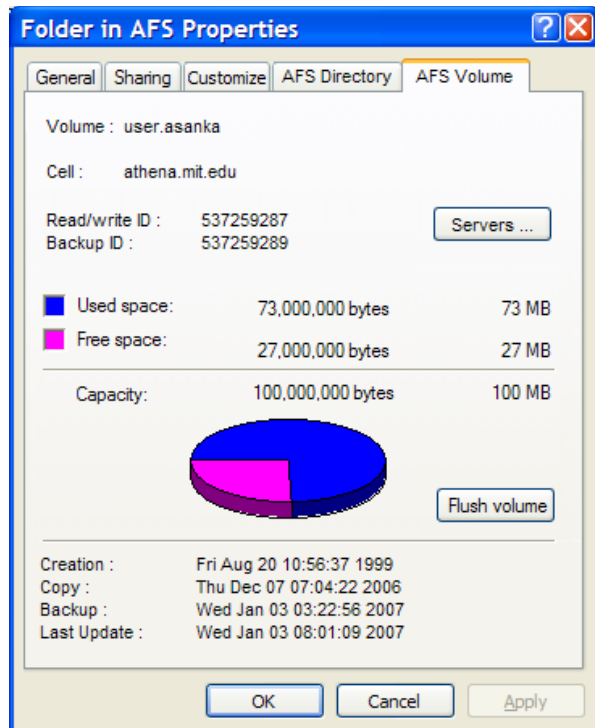 Folder in AFS Properties
General Sharing Customize AFS Directory AFS Volume
Volume : user.asanka
Cell : athena.mit.edu
Read/write ID : 537259287
Backup ID : 537259289
Servers ...
Used space: 73,000,000 bytes 73 MB
Free space: 27,000,000 bytes 27 MB
Capacity: 100,000,000 bytes 100 MB
Flush volume
Creation : Fri Aug 20 10:56:37 1999
Copy : Thu Dec 07 07:04:22 2006
Backup : Wed Jan 03 03:22:56 2007
Last Update : Wed Jan 03 08:01:09 2007
OK Cancel Apply